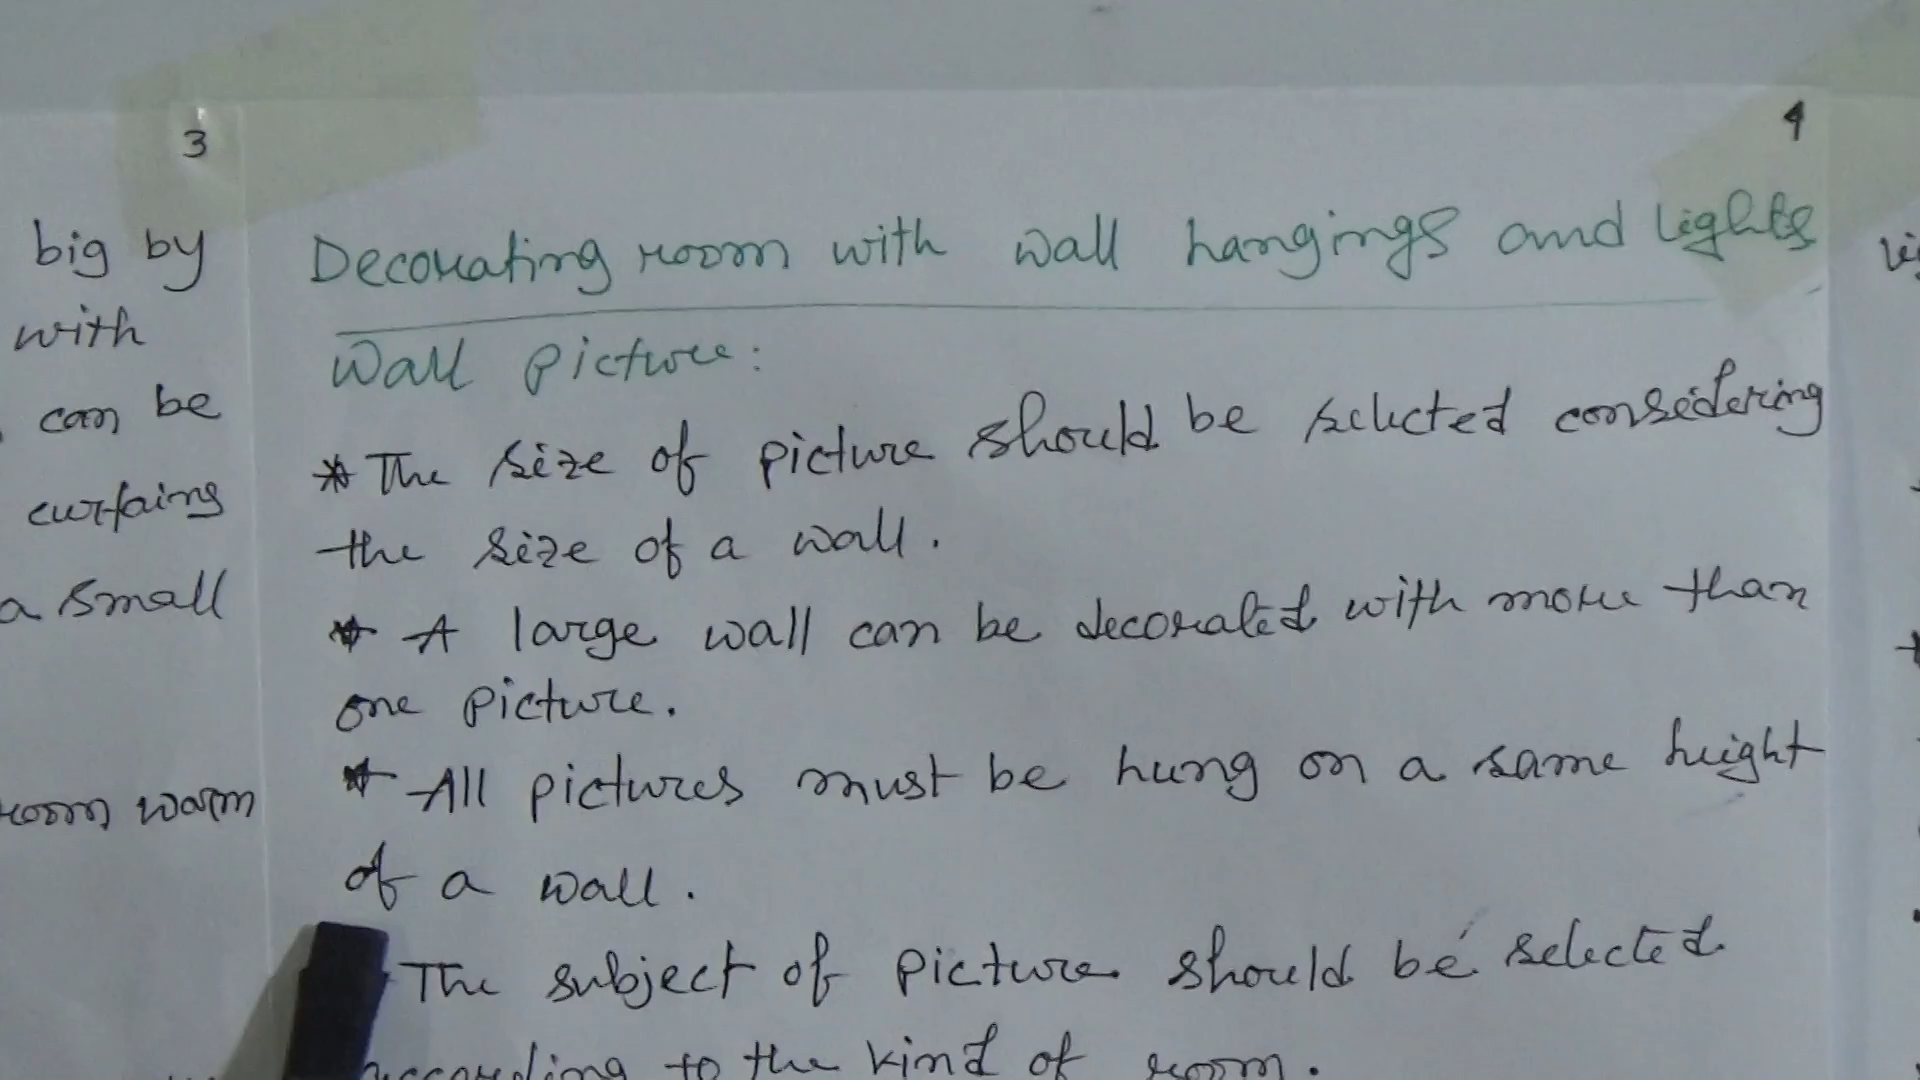 3
big by
with
can be
curtains
a small
room warm
4
Decorating room with wall hangings and lights
Wall picture:
* The size of picture should be selected considering
the size of a wall.
* A large wall can be decorated with more than
one picture.
* All pictures must be hung on a same height
of a wall.
The subject of picture should be selected
according to the kind of room.